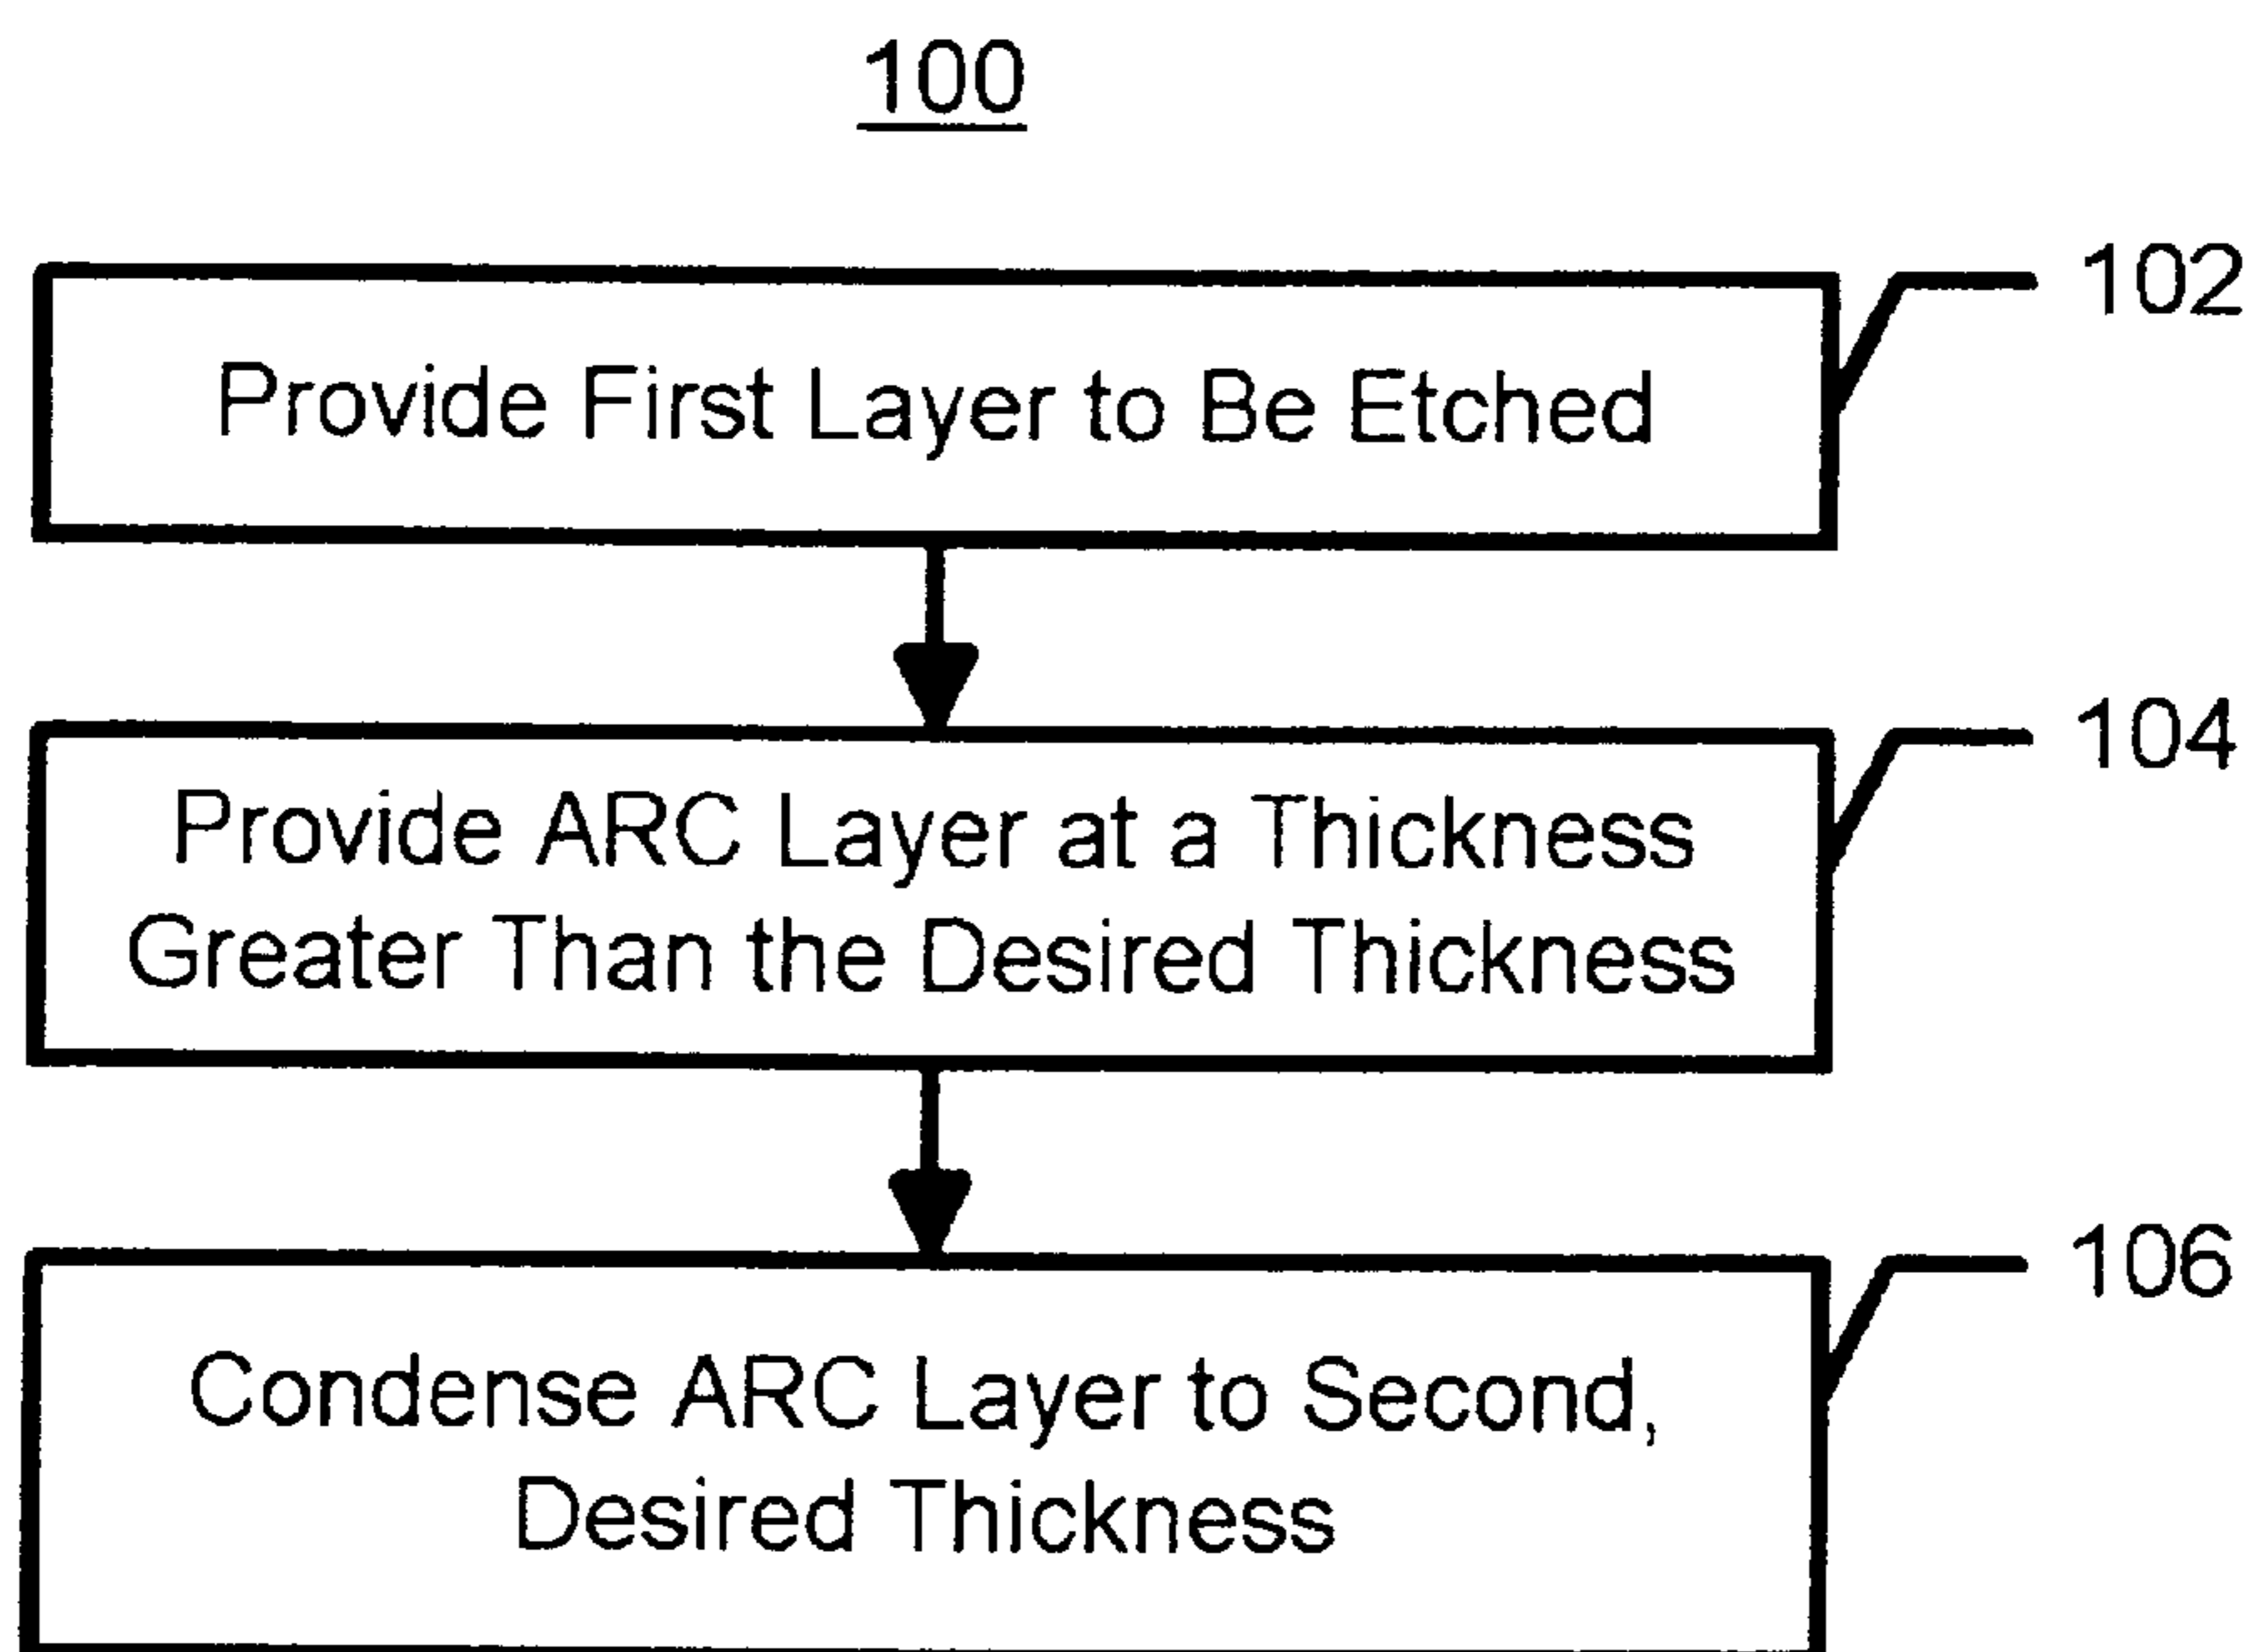 100
102
Provide First Layer to Be Etched
104
Provide ARC Layer at a Thickness
Greater Than the Desired Thickness
106
Condense ARC Layer to Second,
Desired Thickness